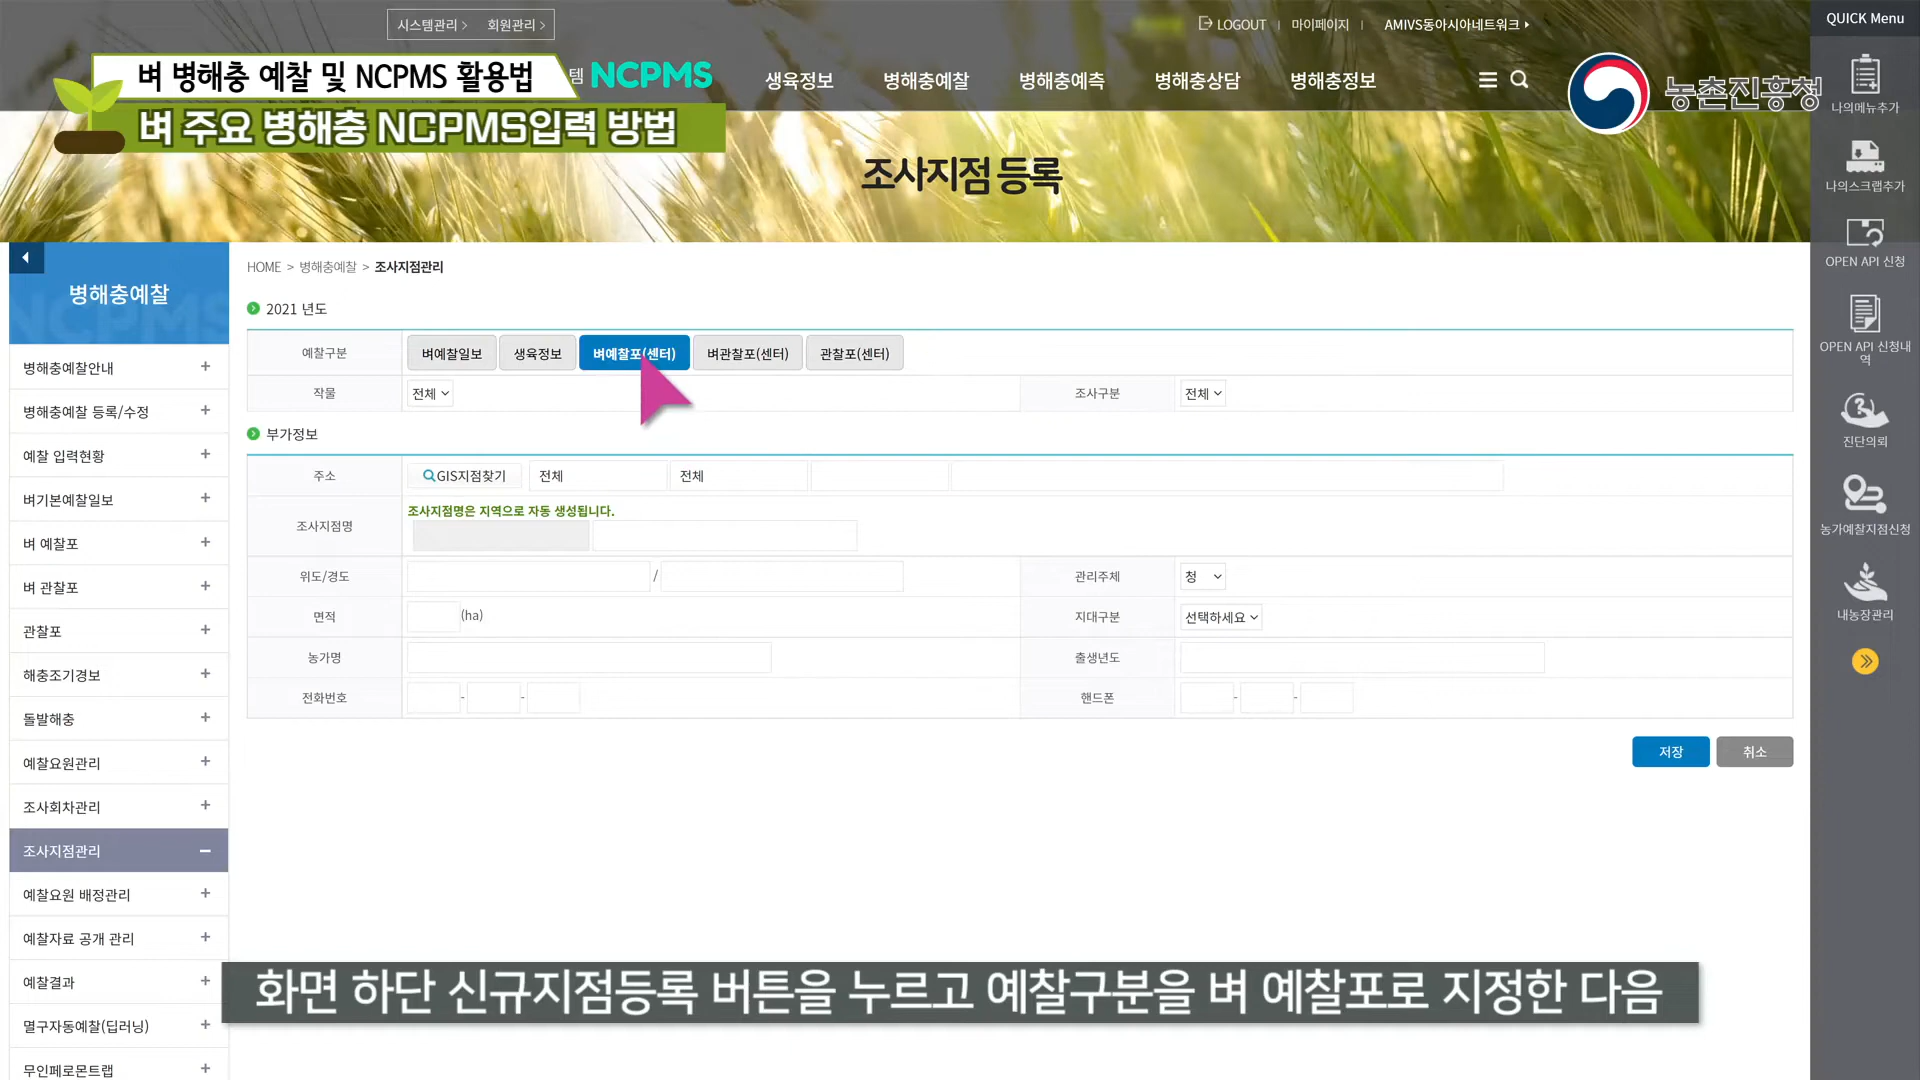 시스템관리 >
회원관리 >
LOGOUT
마이페이지
AMIVS동아시아네트워크
QUICK Menu
벼 병해충 예찰 및 NCPMS 활용법
벼 주요 병해충 NCPMS입력 방법
템 NCPMS
생육정보
병해충예찰
병해충예측
병해충상담
병해충정보
농촌진흥청
나의메뉴추가
나의스크랩추가
OPEN API 신청
OPEN API 신청내
역
진단의뢰
농가예찰지점신청
내농장관리
조사지점 등록
병해충예찰
NCPMS
병해충예찰안내 +
병해충예찰 등록/수정 +
예찰 입력현황 +
벼기본예찰일보 +
벼 예찰포 +
벼 관찰포 +
관찰포 +
해충조기경보 +
돌발해충 +
예찰요원관리 +
조사회차관리 +
조사지점관리 −
예찰요원 배정관리 +
예찰자료 공개 관리 +
예찰결과 +
멸구자동예찰(딥러닝) +
무인페로몬트랩 +
HOME > 병해충예찰 > 조사지점관리
2021 년도
예찰구분 벼예찰일보 생육정보 벼예찰포(센터) 벼관찰포(센터) 관찰포(센터)
작물 전체 조사구분 전체
부가정보
주소 GIS지점찾기 전체 전체
조사지점명은 지역으로 자동 생성됩니다.
조사지점명
위도/경도 / 관리주체 청
면적 (ha) 지대구분 선택하세요
농가명 출생년도
전화번호 - - 핸드폰 - -
저장 취소
화면 하단 신규지점등록 버튼을 누르고 예찰구분을 벼 예찰포로 지정한 다음